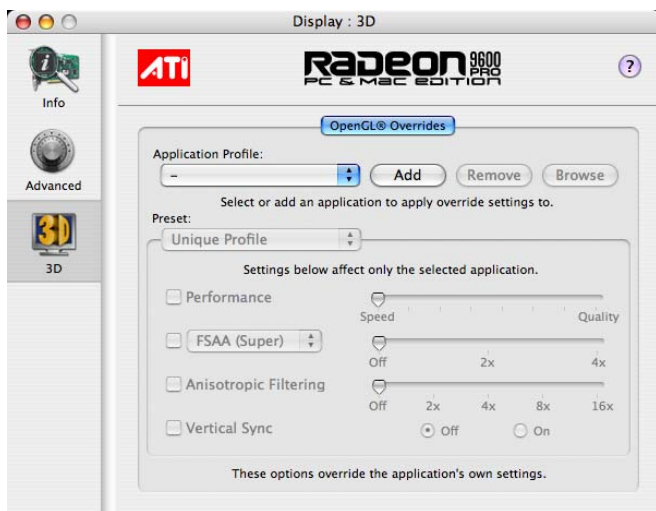 Display : 3D
Info
Advanced
3D
3D
ATI
RADEON 9600 PRO
PC & MAC EDITION
?
OpenGL® Overrides
Application Profile:
– Add Remove Browse
Select or add an application to apply override settings to.
Preset:
Unique Profile
Settings below affect only the selected application.
Performance
Speed Quality
FSAA (Super)
Off 2x 4x
Anisotropic Filtering
Off 2x 4x 8x 16x
Vertical Sync Off On
These options override the application's own settings.